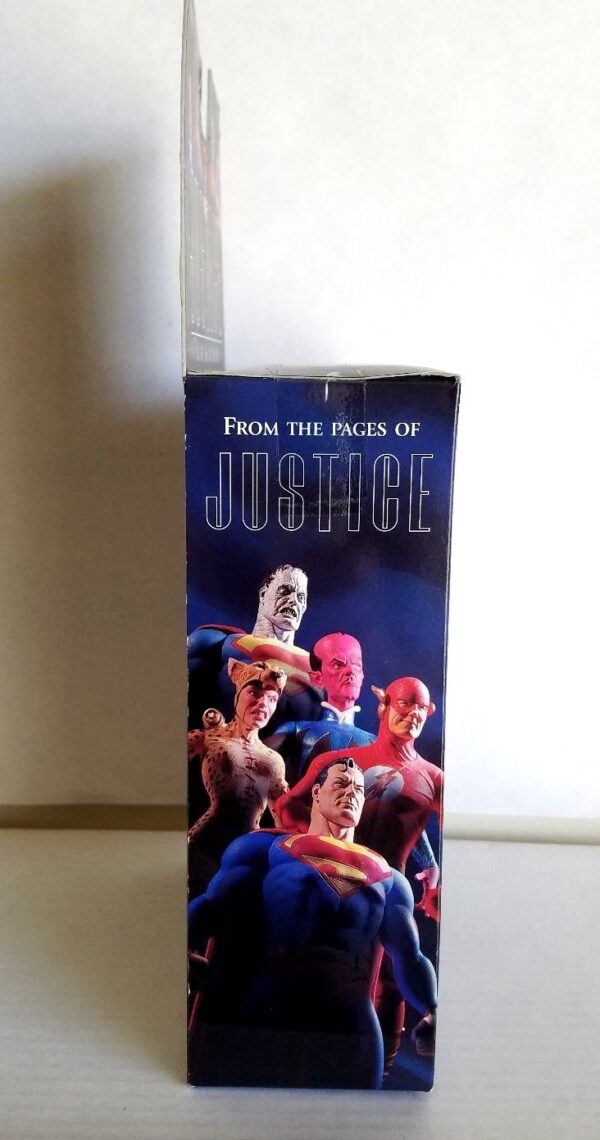 FROM THE PAGES OF
JUSTICE